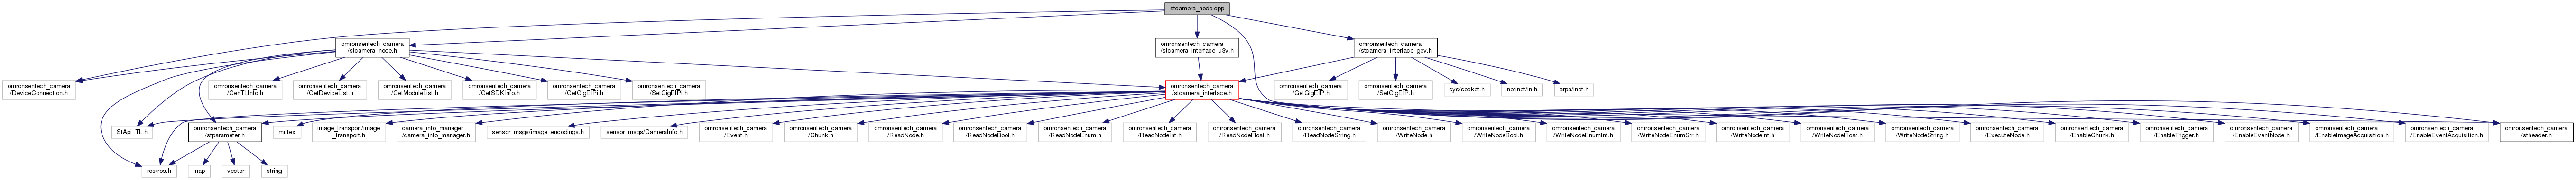 stcamera_node.cpp
omronsentech_camera
/stcamera_node.h
omronsentech_camera
/stcamera_interface_u3v.h
omronsentech_camera
/stcamera_interface_gev.h
omronsentech_camera
/DeviceConnection.h
omronsentech_camera
/GenTLInfo.h
omronsentech_camera
/GetDeviceList.h
omronsentech_camera
/GetModuleList.h
omronsentech_camera
/GetSDKInfo.h
omronsentech_camera
/GetGigEIPi.h
omronsentech_camera
/SetGigEIPi.h
omronsentech_camera
/stcamera_interface.h
omronsentech_camera
/GetGigEIP.h
omronsentech_camera
/SetGigEIP.h
sys/socket.h
netinet/in.h
arpa/inet.h
StApi_TL.h
omronsentech_camera
/stparameter.h
mutex
image_transport/image
_transport.h
camera_info_manager
/camera_info_manager.h
sensor_msgs/image_encodings.h
sensor_msgs/CameraInfo.h
omronsentech_camera
/Event.h
omronsentech_camera
/Chunk.h
omronsentech_camera
/ReadNode.h
omronsentech_camera
/ReadNodeBool.h
omronsentech_camera
/ReadNodeEnum.h
omronsentech_camera
/ReadNodeInt.h
omronsentech_camera
/ReadNodeFloat.h
omronsentech_camera
/ReadNodeString.h
omronsentech_camera
/WriteNode.h
omronsentech_camera
/WriteNodeBool.h
omronsentech_camera
/WriteNodeEnumInt.h
omronsentech_camera
/WriteNodeEnumStr.h
omronsentech_camera
/WriteNodeInt.h
omronsentech_camera
/WriteNodeFloat.h
omronsentech_camera
/WriteNodeString.h
omronsentech_camera
/ExecuteNode.h
omronsentech_camera
/EnableChunk.h
omronsentech_camera
/EnableTrigger.h
omronsentech_camera
/EnableEventNode.h
omronsentech_camera
/EnableImageAcquisition.h
omronsentech_camera
/EnableEventAcquisition.h
omronsentech_camera
/stheader.h
ros/ros.h
map
vector
string